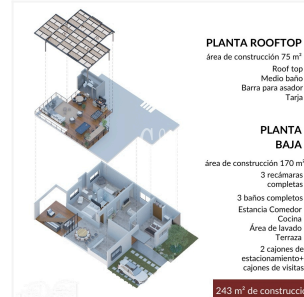 PLANTA ROOFTOP
área de construcción 75 m²
Roof top
Medio baño
Barra para asador
Tarja
PLANTA
BAJA
área de construcción 170 m²
3 recámaras
completas
3 baños completos
Estancia Comedor
Cocina
Área de lavado
Terraza
2 cajones de
estacionamiento+
cajones de visitas
243 m² de construcció